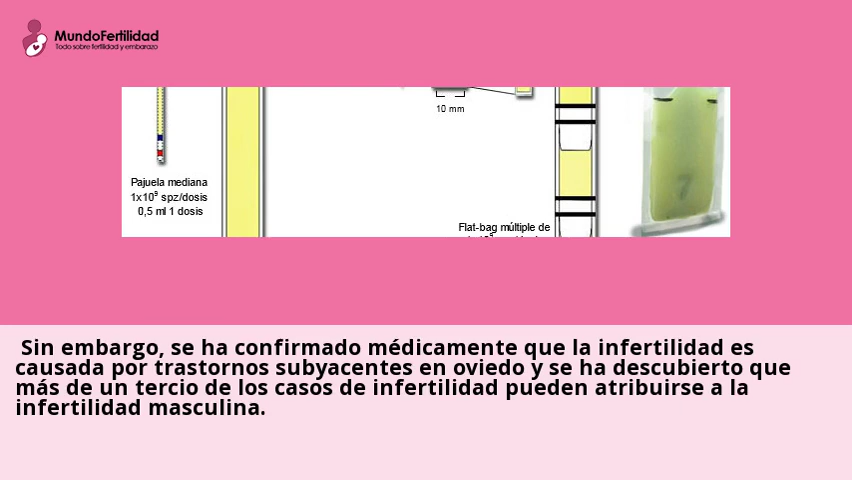 MundoFertilidad
Todo sobre fertilidad y embarazo
10 mm
Pajuela mediana
1x10⁹ spz/dosis
0,5 ml 1 dosis
7
Flat-bag múltiple de
Sin embargo, se ha confirmado médicamente que la infertilidad es
causada por trastornos subyacentes en oviedo y se ha descubierto que
más de un tercio de los casos de infertilidad pueden atribuirse a la
infertilidad masculina.